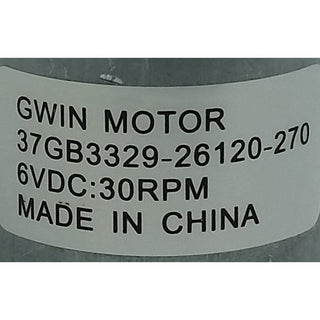 GWIN MOTOR
37GB3329-26120-270
6VDC:30RPM
MADE IN CHINA